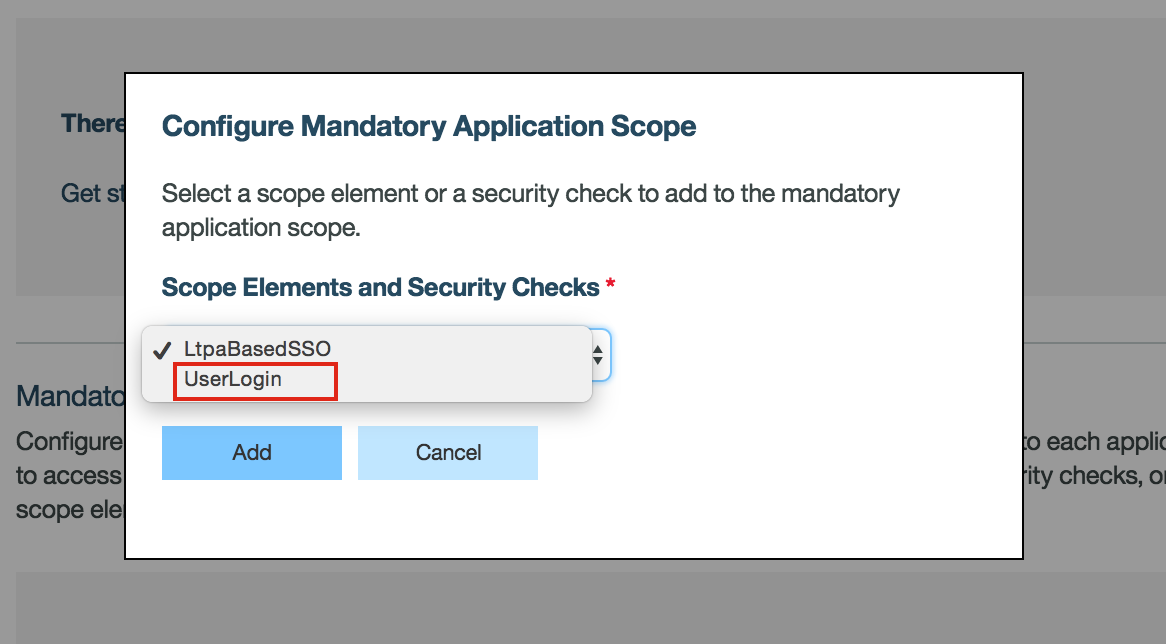 There
Configure Mandatory Application Scope
Get st
Select a scope element or a security check to add to the mandatory
application scope.
Scope Elements and Security Checks *
✓ LtpaBasedSSO
UserLogin
Mandato
Add Cancel
Configure to each applic
to access rity checks, or
scope ele